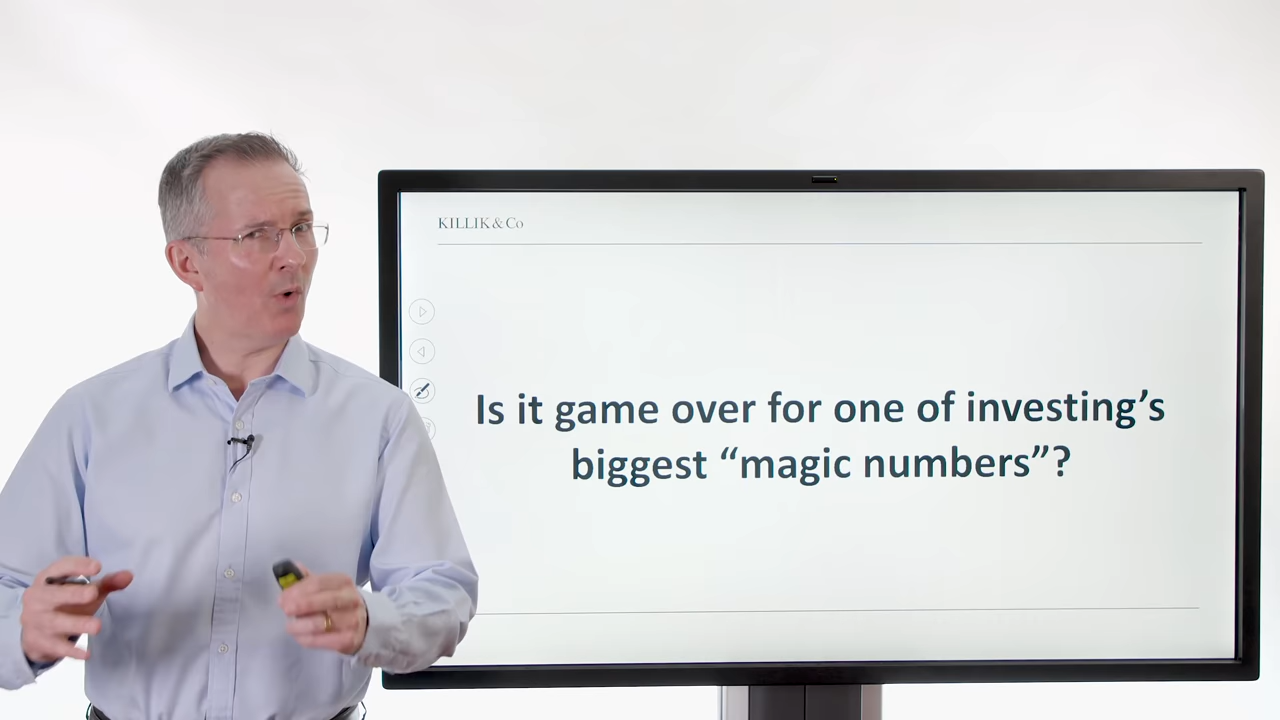 KILLIK & Co
Is it game over for one of investing’s
biggest “magic numbers”?